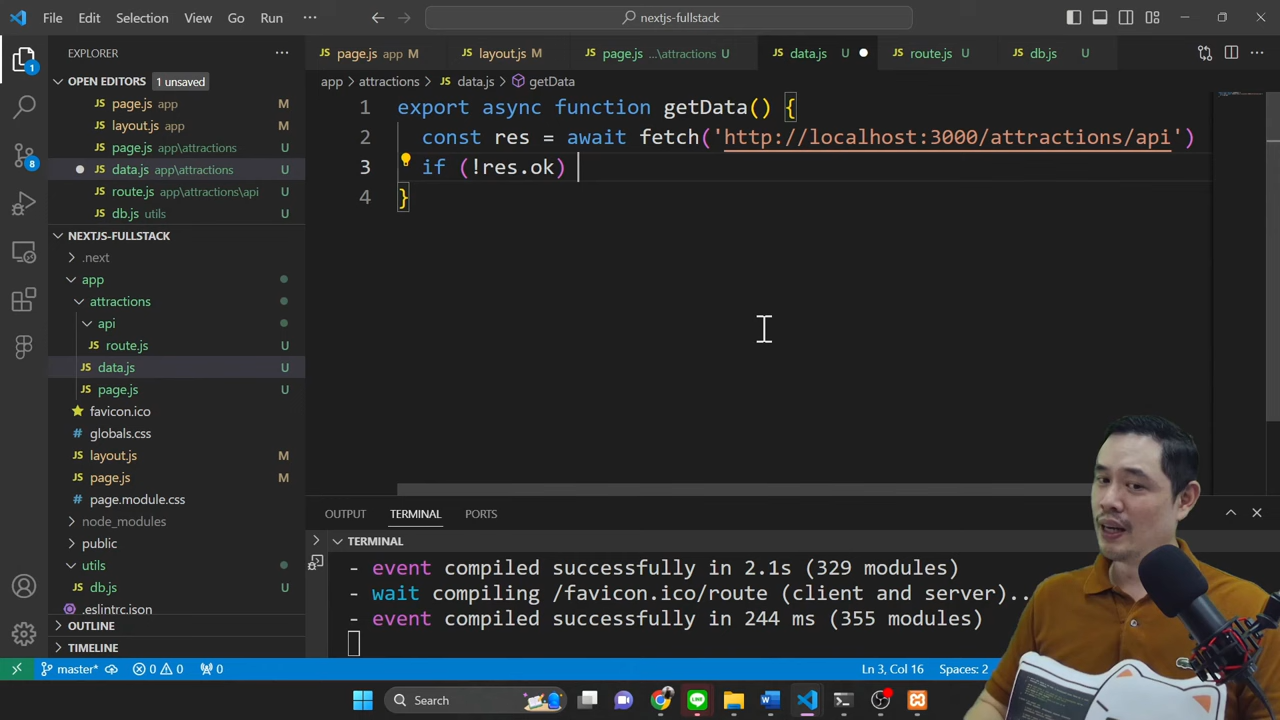 File Edit Selection View Go Run ··· nextjs-fullstack
EXPLORER ···
OPEN EDITORS 1 unsaved
page.js app M
layout.js app M
page.js app\attractions U
data.js app\attractions U
route.js app\attractions\api U
db.js utils U
NEXTJS-FULLSTACK
.next
app
attractions
api
JS route.js U
JS data.js U
JS page.js U
favicon.ico
globals.css
JS layout.js M
JS page.js M
page.module.css
node_modules
public
utils
JS db.js U
.eslintrc.json
OUTLINE
TIMELINE
1
8
JS page.js app M JS layout.js M JS page.js ...\attractions U JS data.js U JS route.js U JS db.js U ···
app > attractions > JS data.js > getData
1 export async function getData() {
2 const res = await fetch('http://localhost:3000/attractions/api')
3 if (!res.ok)
4 }
OUTPUT TERMINAL PORTS
TERMINAL
- event compiled successfully in 2.1s (329 modules)
- wait compiling /favicon.ico/route (client and server)..
- event compiled successfully in 244 ms (355 modules)
master* 0 0 0 Ln 3, Col 16 Spaces: 2
Search